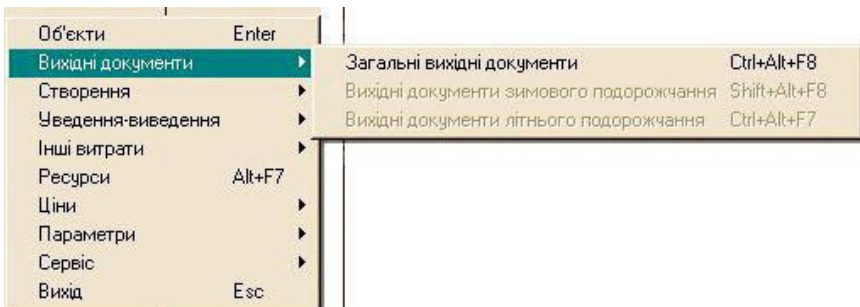 Об'єкти Enter
Вихідні документи
Створення
Уведення-виведення
Інші витрати
Ресурси Alt+F7
Ціни
Параметри
Сервіс
Вихід Esc
Загальні вихідні документи Ctrl+Alt+F8
Вихідні документи зимового подорожчання Shift+Alt+F8
Вихідні документи літнього подорожчання Ctrl+Alt+F7